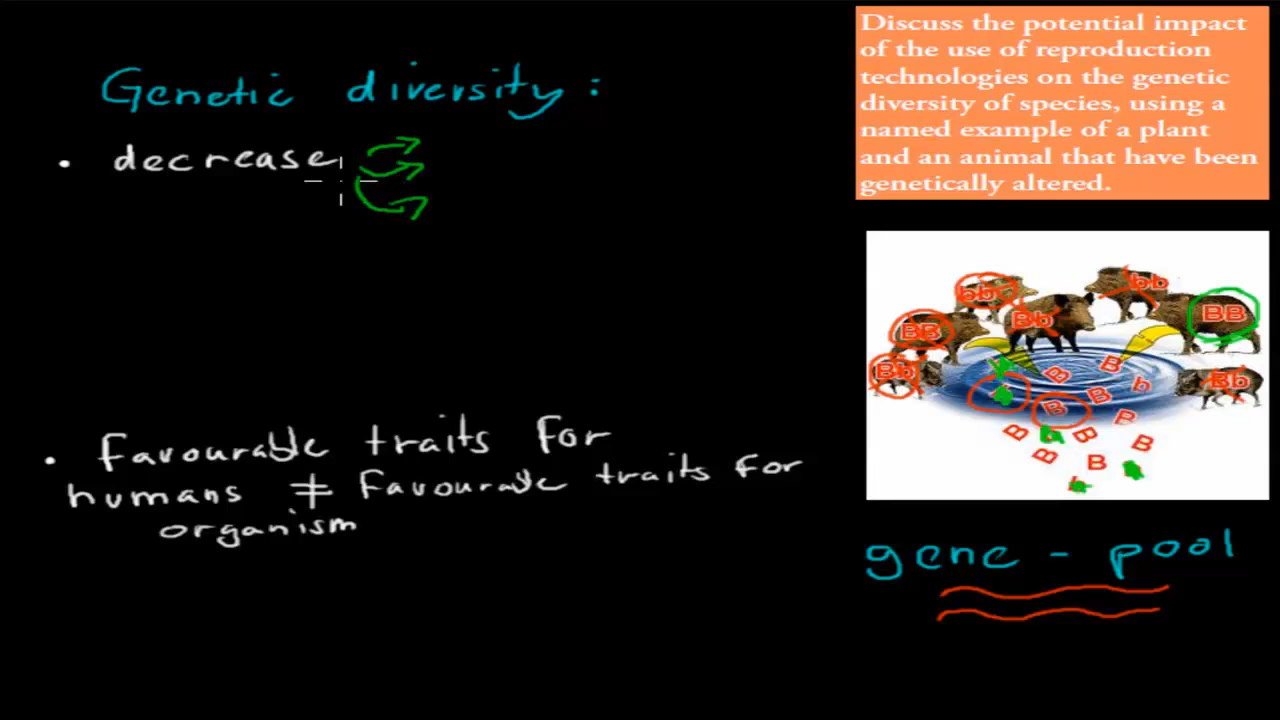 Genetic diversity :
• decrease
• favourable traits for
humans ≠ favourable traits for
organism
Discuss the potential impact
of the use of reproduction
technologies on the genetic
diversity of species, using a
named example of a plant
and an animal that have been
genetically altered.
bb
bb
Bb
BB
BB
Bb
Bb
B
B
b
B
B
B
B
B
B
B
B
gene - pool